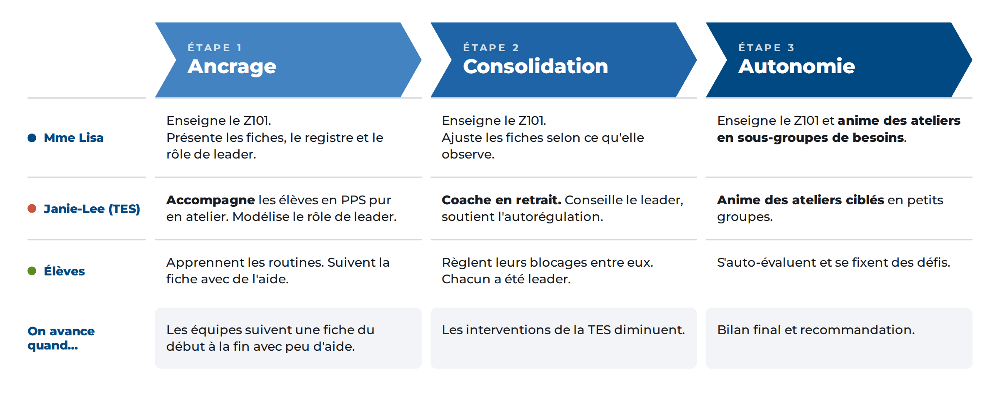 ÉTAPE 1
Ancrage
ÉTAPE 2
Consolidation
ÉTAPE 3
Autonomie
Mme Lisa
Enseigne le Z101.
Présente les fiches, le registre et le
rôle de leader.
Enseigne le Z101.
Ajuste les fiches selon ce qu'elle
observe.
Enseigne le Z101 et anime des ateliers
en sous-groupes de besoins.
Janie-Lee (TES)
Accompagne les élèves en PPS pur
en atelier. Modélise le rôle de leader.
Coache en retrait. Conseille le leader,
soutient l'autorégulation.
Anime des ateliers ciblés en petits
groupes.
Élèves
Apprennent les routines. Suivent la
fiche avec de l'aide.
Règlent leurs blocages entre eux.
Chacun a été leader.
S'auto-évaluent et se fixent des défis.
On avance
quand...
Les équipes suivent une fiche du
début à la fin avec peu d'aide.
Les interventions de la TES diminuent.
Bilan final et recommandation.